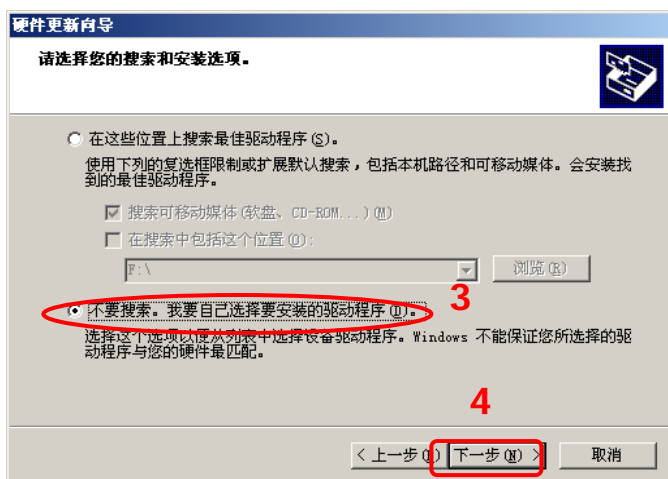 硬件更新向导
请选择您的搜索和安装选项。
在这些位置上搜索最佳驱动程序(S)。
使用下列的复选框限制或扩展默认搜索，包括本机路径和可移动媒体。会安装找
到的最佳驱动程序。
搜索可移动媒体(软盘、CD-ROM...)(M)
在搜索中包括这个位置(O):
F:\
浏览(R)
3
不要搜索。我要自己选择要安装的驱动程序(D)。
选择这个选项以便从列表中选择设备驱动程序。Windows 不能保证您所选择的驱
动程序与您的硬件最匹配。
4
< 上一步(B) 下一步(N) > 取消